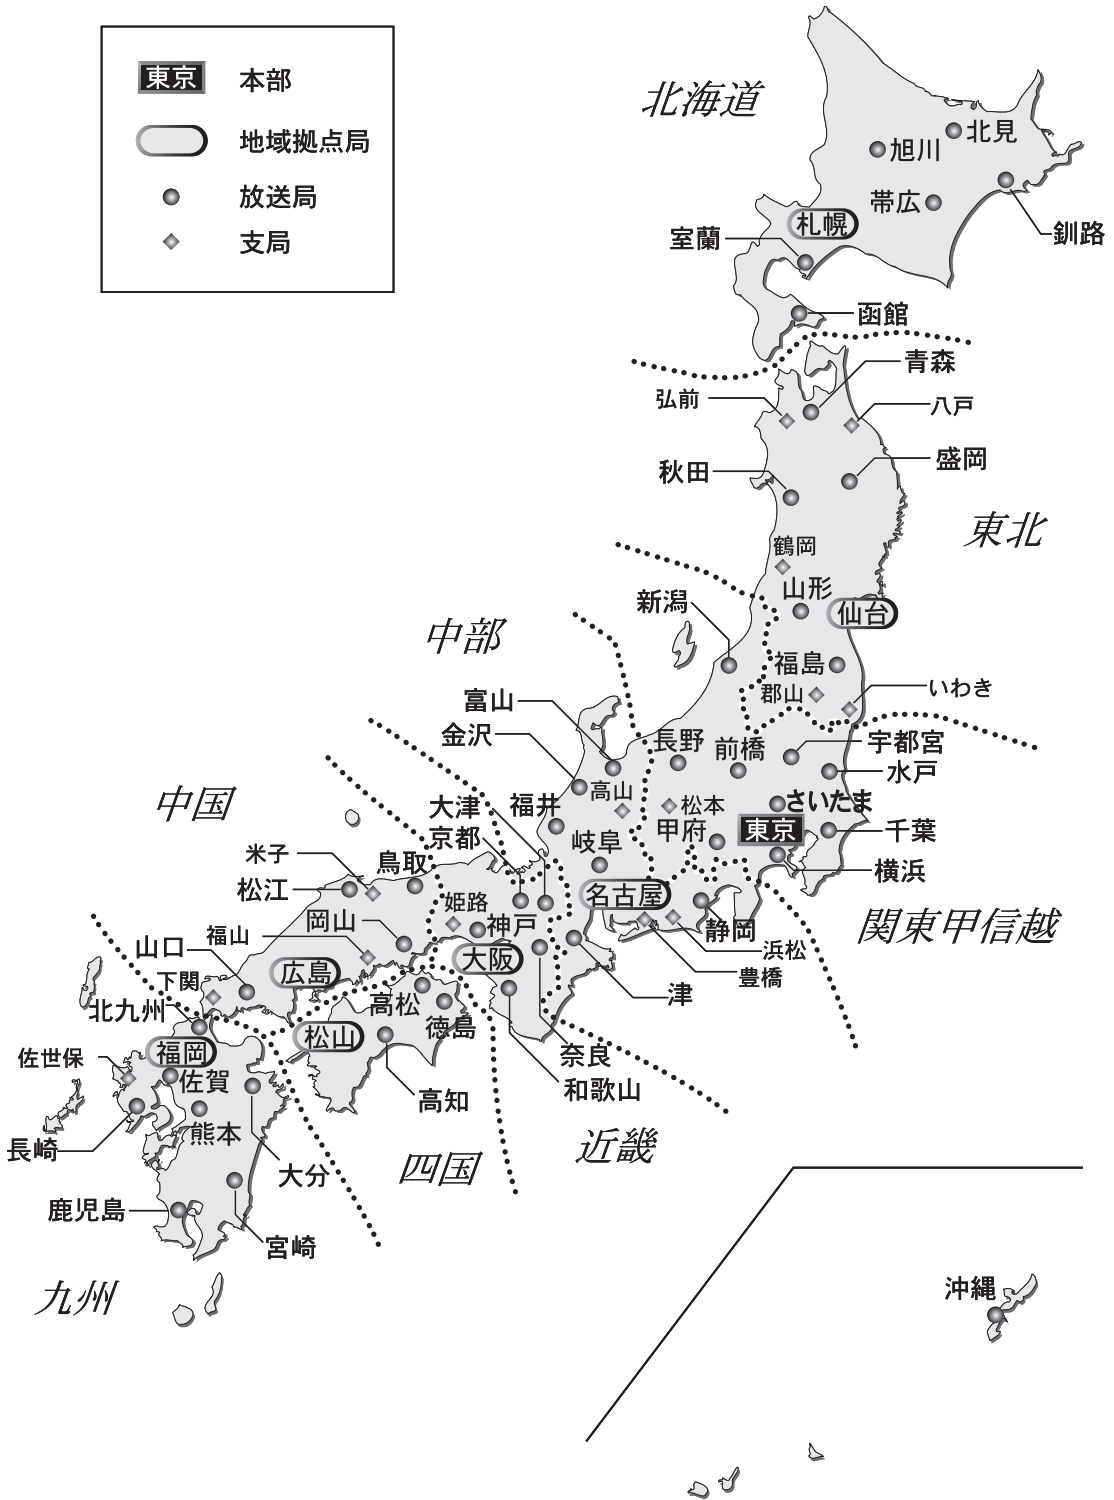 東京 本部
地域拠点局
放送局
支局
北海道
北見
旭川
帯広
釧路
札幌
室蘭
函館
青森
弘前
八戸
盛岡
秋田
東北
鶴岡
山形
仙台
新潟
中部
福島
郡山
いわき
富山
金沢
長野
前橋
宇都宮
水戸
高山
松本
さいたま
中国
大津
福井
京都
甲府
東京
千葉
岐阜
横浜
米子
鳥取
松江
姫路
名古屋
岡山
神戸
静岡
関東甲信越
福山
山口
浜松
大阪
広島
豊橋
下関
津
北九州
高松
徳島
松山
福岡
奈良
佐世保
佐賀
和歌山
高知
熊本
長崎
近畿
四国
大分
鹿児島
宮崎
九州
沖縄